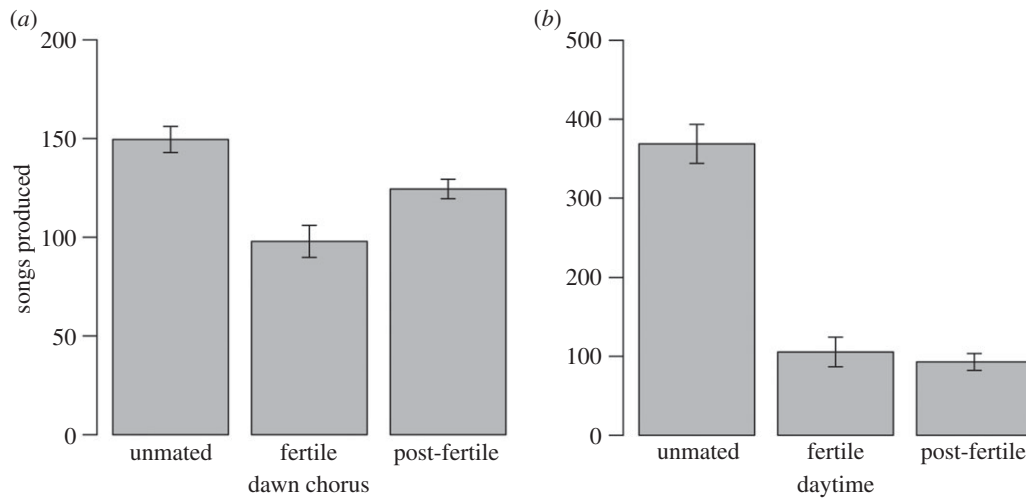 (a)
songs produced
200
150
100
50
0
unmated fertile post-fertile
dawn chorus
(b)
500
400
300
200
100
0
unmated fertile post-fertile
daytime